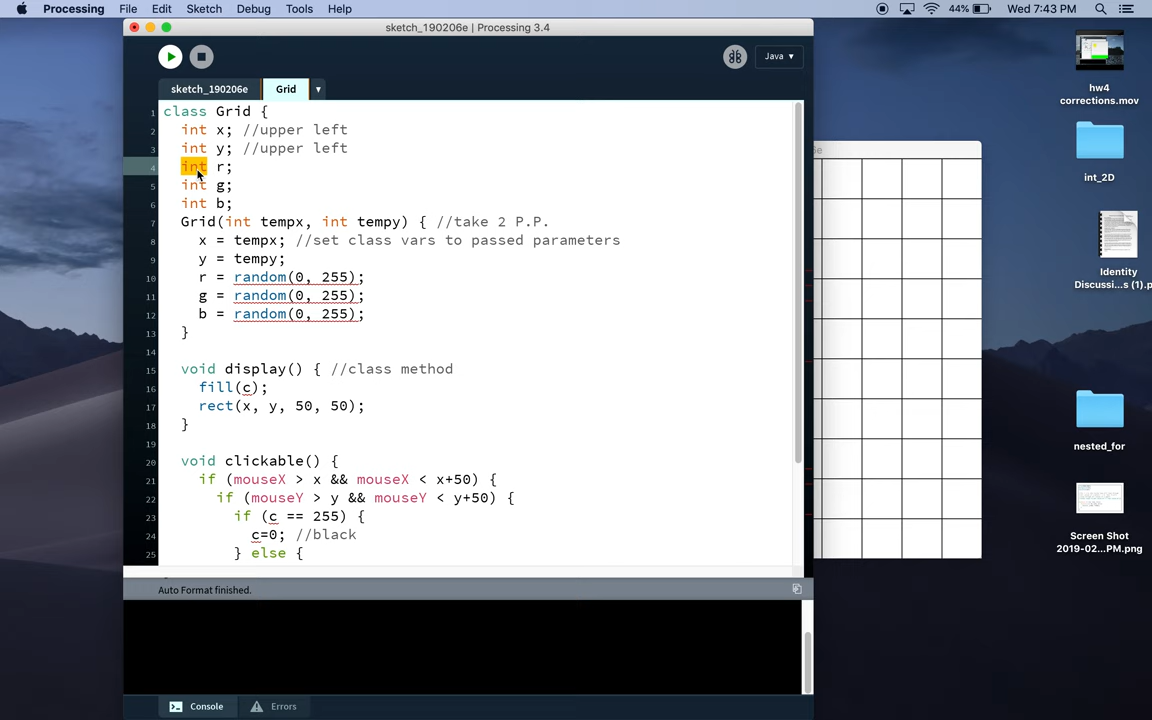 Processing File Edit Sketch Debug Tools Help 44% Wed 7:43 PM
sketch_190206e | Processing 3.4
Java ▾
sketch_190206e Grid ▾
1 class Grid {
2 int x; //upper left
3 int y; //upper left
4 int r;
5 int g;
6 int b;
7 Grid(int tempx, int tempy) { //take 2 P.P.
8 x = tempx; //set class vars to passed parameters
9 y = tempy;
10 r = random(0, 255);
11 g = random(0, 255);
12 b = random(0, 255);
13 }
14
15 void display() { //class method
16 fill(c);
17 rect(x, y, 50, 50);
18 }
19
20 void clickable() {
21 if (mouseX > x && mouseX < x+50) {
22 if (mouseY > y && mouseY < y+50) {
23 if (c == 255) {
24 c=0; //black
25 } else {
Auto Format finished.
Console Errors
hw4
corrections.mov
int_2D
Identity
Discussi...s (1).p
nested_for
Screen Shot
2019-02...PM.png